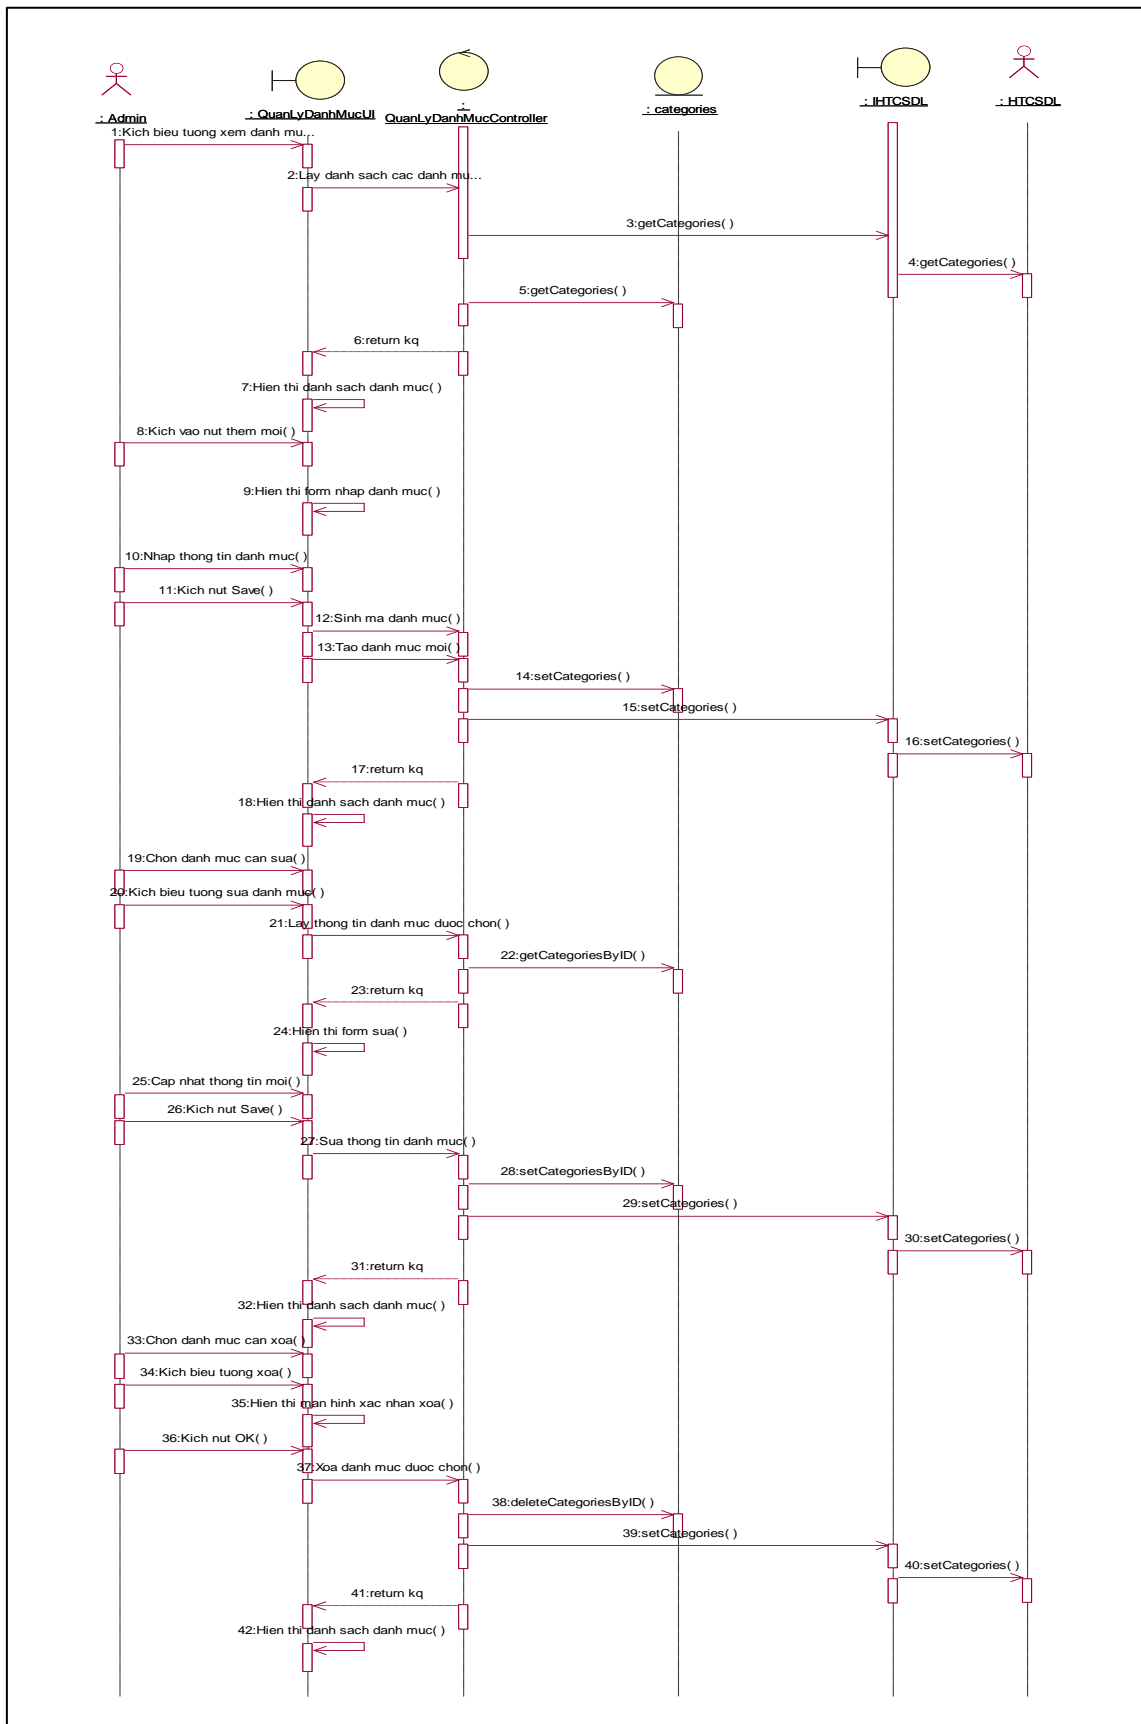 : Admin
: QuanLyDanhMucUI
:
QuanLyDanhMucController
: categories
: IHTCSDL
: HTCSDL
1:Kich bieu tuong xem danh mu...
2:Lay danh sach cac danh mu...
3:getCategories( )
4:getCategories( )
5:getCategories( )
6:return kq
7:Hien thi danh sach danh muc( )
8:Kich vao nut them moi( )
9:Hien thi form nhap danh muc( )
10:Nhap thong tin danh muc( )
11:Kich nut Save( )
12:Sinh ma danh muc( )
13:Tao danh muc moi( )
14:setCategories( )
15:setCategories( )
16:setCategories( )
17:return kq
18:Hien thi danh sach danh muc( )
19:Chon danh muc can sua( )
20:Kich bieu tuong sua danh muc( )
21:Lay thong tin danh muc duoc chon( )
22:getCategoriesByID( )
23:return kq
24:Hien thi form sua( )
25:Cap nhat thong tin moi( )
26:Kich nut Save( )
27:Sua thong tin danh muc( )
28:setCategoriesByID( )
29:setCategories( )
30:setCategories( )
31:return kq
32:Hien thi danh sach danh muc( )
33:Chon danh muc can xoa( )
34:Kich bieu tuong xoa( )
35:Hien thi man hinh xac nhan xoa( )
36:Kich nut OK( )
37:Xoa danh muc duoc chon( )
38:deleteCategoriesByID( )
39:setCategories( )
40:setCategories( )
41:return kq
42:Hien thi danh sach danh muc( )